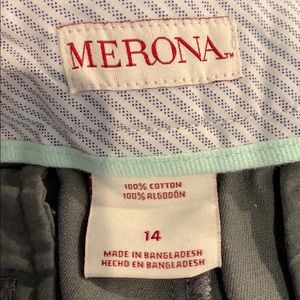 MERONA™
100% COTTON
100% ALGODÓN
14
MADE IN BANGLADESH
HECHO EN BANGLADESH